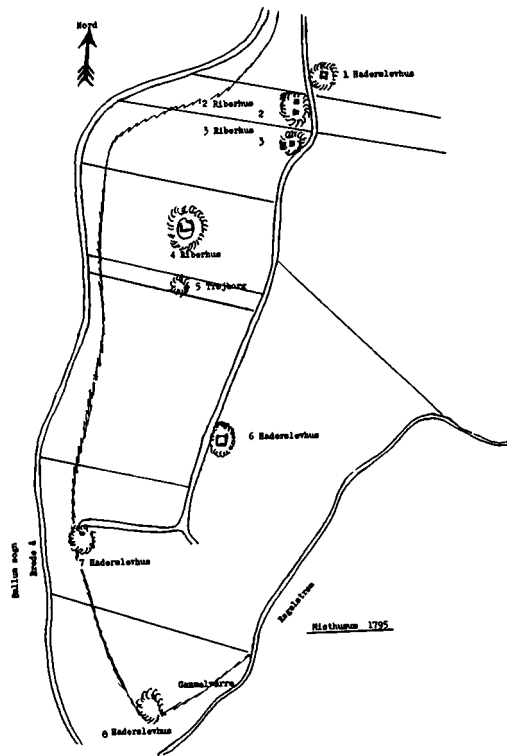 Nord
1 Haderslevhus
2 Riberhus
2
3 Riberhus
3
4 Riberhus
5 Trøjborg
6 Haderslevhus
7 Haderslevhus
Ballum sogn
Brede Å
Misthusum 1795
Gammelværre
8 Haderslevhus